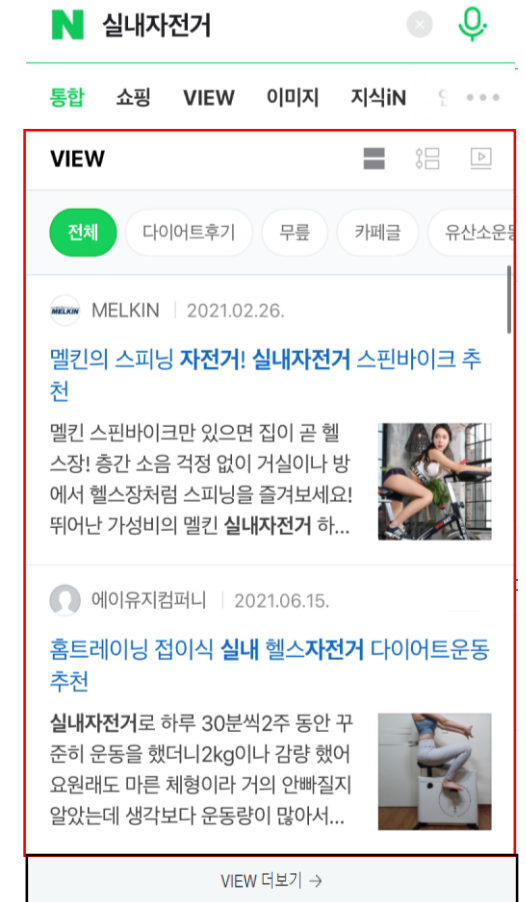 N 실내자전거
통합 쇼핑 VIEW 이미지 지식iN
VIEW
전체 다이어트후기 무릎 카페글 유산소운동
MELKIN MELKIN 2021.02.26.
멜킨의 스피닝 자전거! 실내자전거 스핀바이크 추
천
멜킨 스핀바이크만 있으면 집이 곧 헬
스장! 층간 소음 걱정 없이 거실이나 방
에서 헬스장처럼 스피닝을 즐겨보세요!
뛰어난 가성비의 멜킨 실내자전거 하...
에이유지컴퍼니 2021.06.15.
홈트레이닝 접이식 실내 헬스자전거 다이어트운동
추천
실내자전거로 하루 30분씩2주 동안 꾸
준히 운동을 했더니2kg이나 감량 했어
요원래도 마른 체형이라 거의 안빠질지
알았는데 생각보다 운동량이 많아서...
VIEW 더보기 →